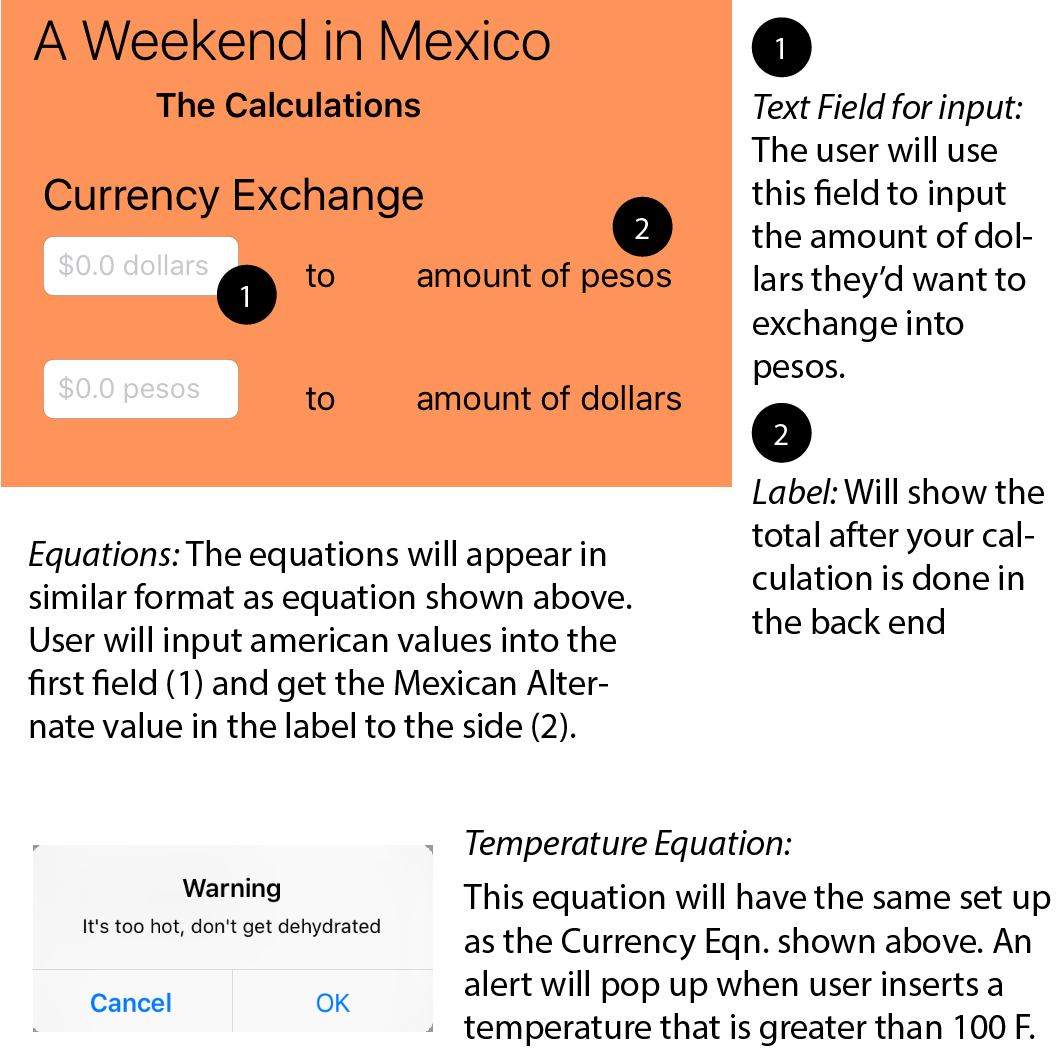 A Weekend in Mexico
The Calculations
Currency Exchange
$0.0 dollars
1
to
amount of pesos
2
$0.0 pesos
to
amount of dollars
1
Text Field for input:
The user will use
this field to input
the amount of dol-
lars they’d want to
exchange into
pesos.
2
Label: Will show the
total after your cal-
culation is done in
the back end
Equations: The equations will appear in
similar format as equation shown above.
User will input american values into the
first field (1) and get the Mexican Alter-
nate value in the label to the side (2).
Warning
It's too hot, don't get dehydrated
Cancel
OK
Temperature Equation:
This equation will have the same set up
as the Currency Eqn. shown above. An
alert will pop up when user inserts a
temperature that is greater than 100 F.